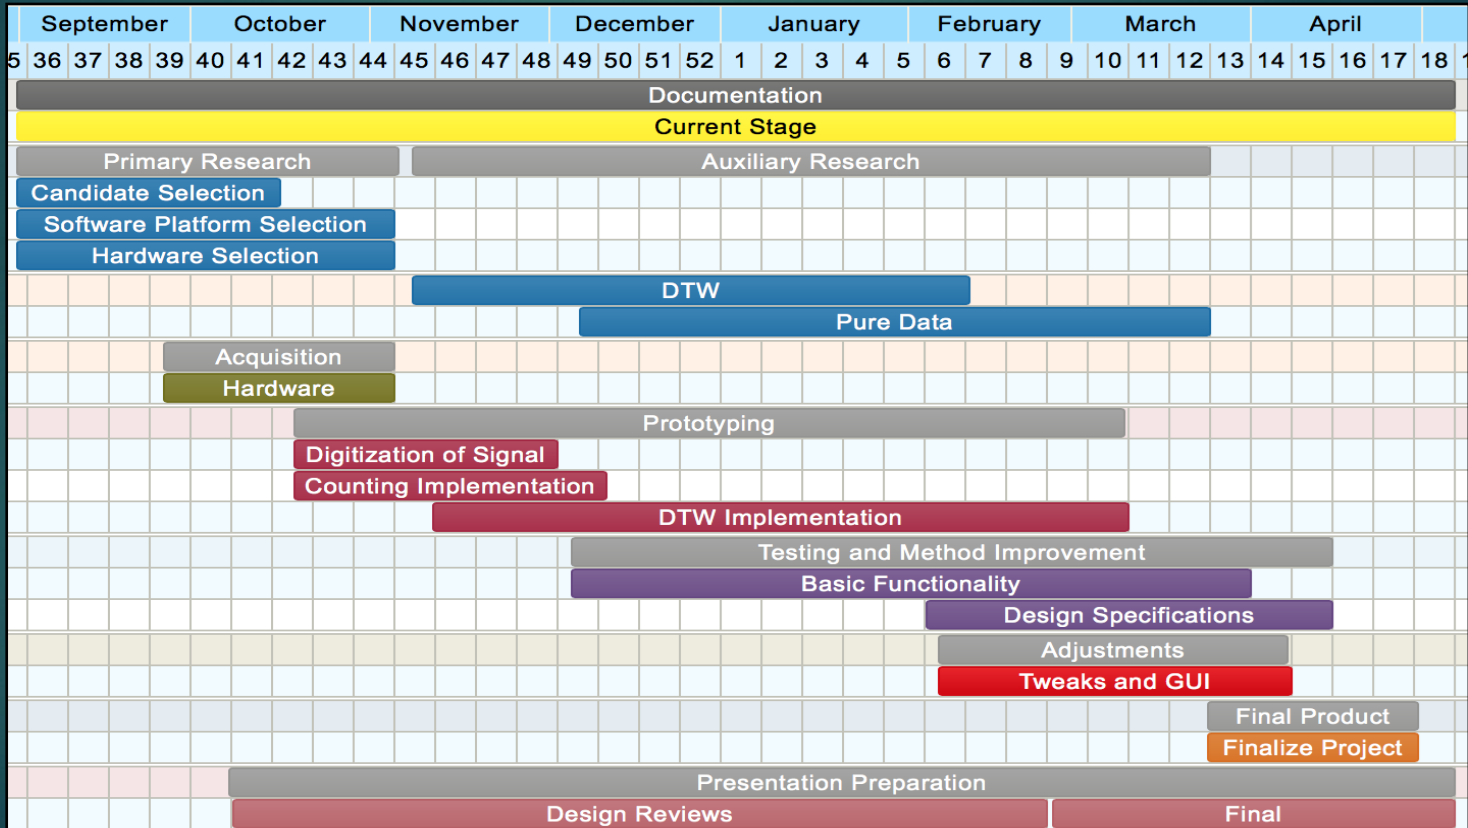 September October November December January February March April
5 36 37 38 39 40 41 42 43 44 45 46 47 48 49 50 51 52 1 2 3 4 5 6 7 8 9 10 11 12 13 14 15 16 17 18 1
Documentation
Current Stage
Primary Research Auxiliary Research
Candidate Selection
Software Platform Selection
Hardware Selection
DTW
Pure Data
Acquisition
Hardware
Prototyping
Digitization of Signal
Counting Implementation
DTW Implementation
Testing and Method Improvement
Basic Functionality
Design Specifications
Adjustments
Tweaks and GUI
Final Product
Finalize Project
Presentation Preparation
Design Reviews Final